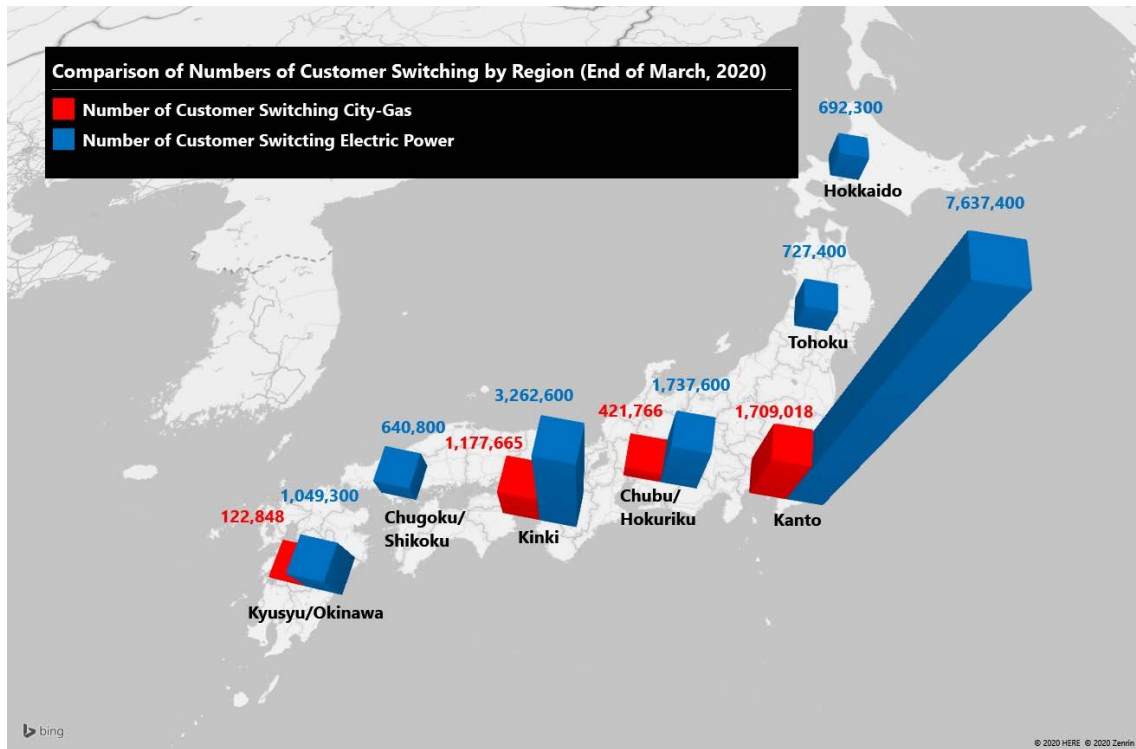 Comparison of Numbers of Customer Switching by Region (End of March, 2020)
Number of Customer Switching City-Gas
Number of Customer Switcting Electric Power
692,300
Hokkaido
7,637,400
727,400
Tohoku
1,737,600
421,766
1,709,018
3,262,600
640,800
1,177,665
Chubu/
Hokuriku
Kanto
1,049,300
122,848
Chugoku/
Shikoku
Kinki
Kyusyu/Okinawa
bing
© 2020 HERE © 2020 Zenrin